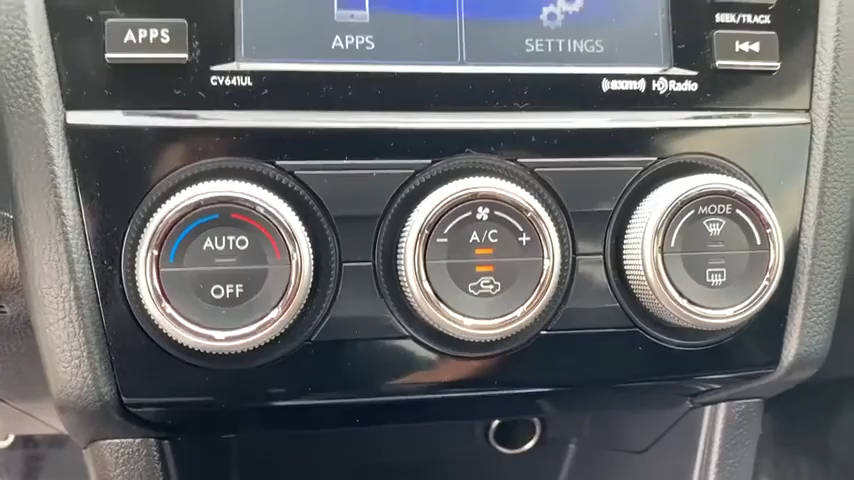 APPS
APPS
SETTINGS
SEEK/TRACK
CV641UL
((SXM))
HD Radio
AUTO
OFF
A/C
- +
MODE